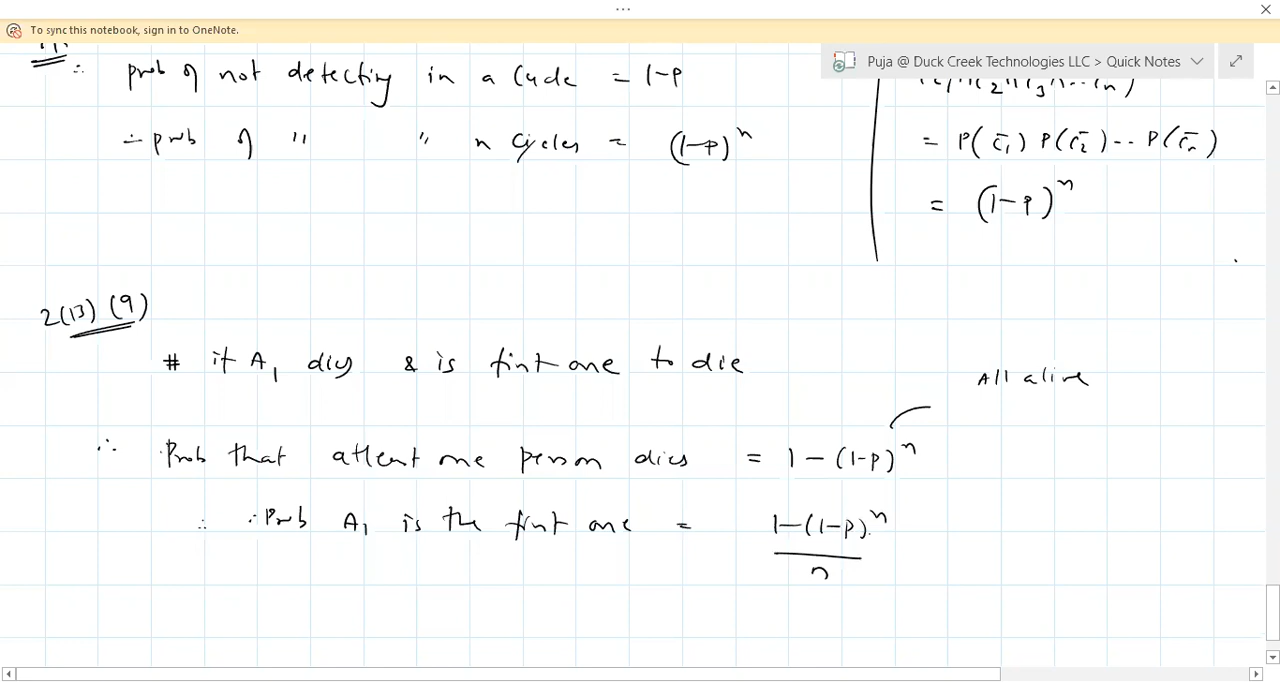 To sync this notebook, sign in to OneNote.
Puja @ Duck Creek Technologies LLC > Quick Notes
∴ prob of not detecting in a Cycle = 1-p
∴ prob of " " n Cycles = (1-p)^n
= P(C̄1) P(C̄2)-- P(C̄n)
= (1-p)^n
2(13) (9)
# if A1 dies & is first one to die
All alive
∴ Prob that atleast one person dies = 1-(1-p)^n
∴ ∴Prob A1 is the first one = 1-(1-p)^n
n